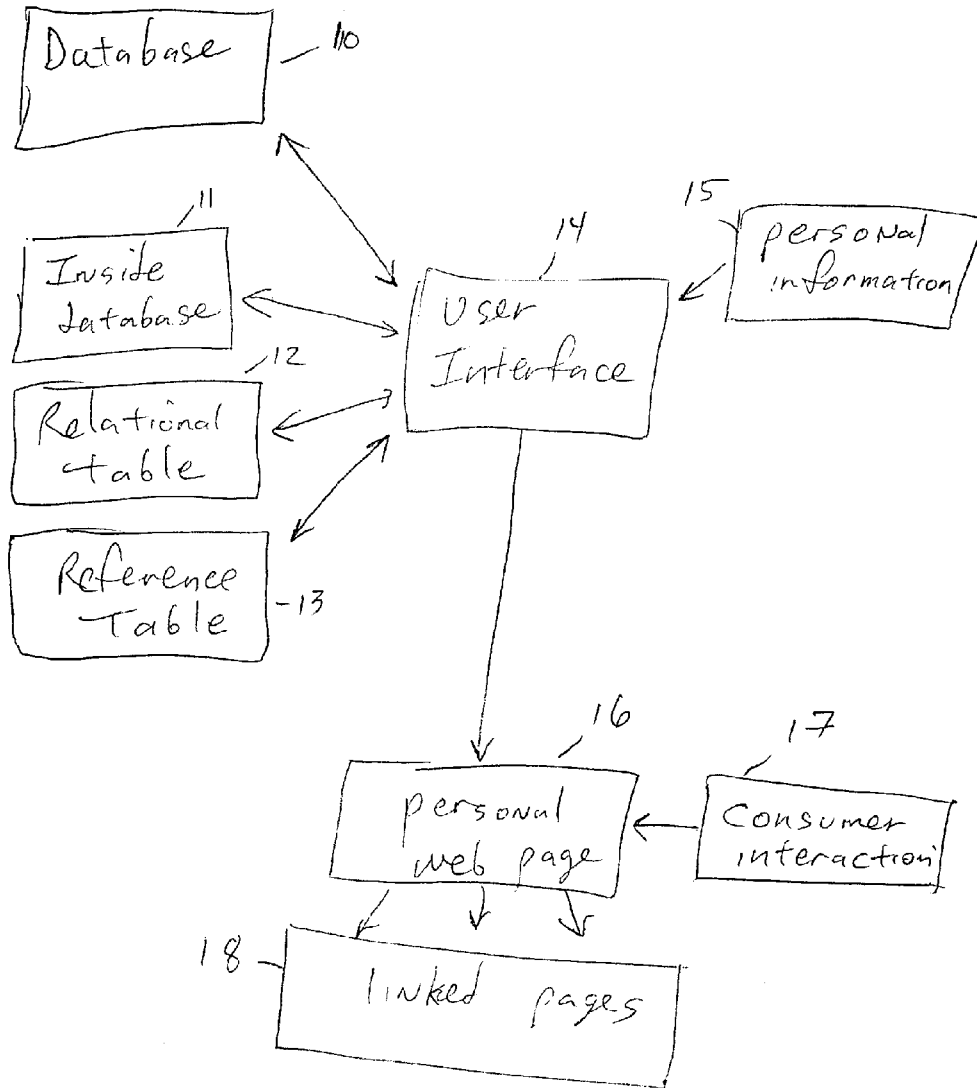 Database
110
11
Inside
database
12
Relational
table
Reference
Table
13
14
User
Interface
15
personal
information
16
personal
web page
17
Consumer
interaction
18
linked pages